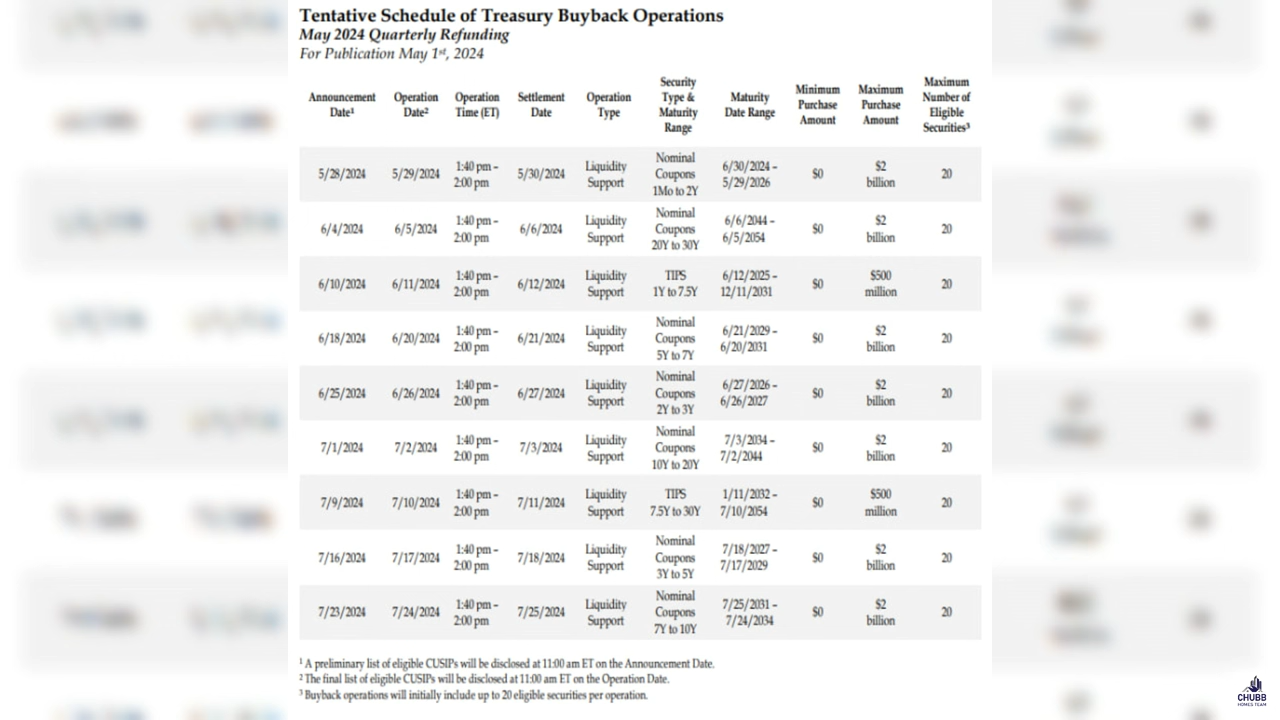 Tentative Schedule of Treasury Buyback Operations
May 2024 Quarterly Refunding
For Publication May 1st, 2024
Announcement Date¹ Operation Date² Operation Time (ET) Settlement Date Operation Type Security Type & Maturity Range Maturity Date Range Minimum Purchase Amount Maximum Purchase Amount Maximum Number of Eligible Securities³
5/28/2024 5/29/2024 1:40 pm – 2:00 pm 5/30/2024 Liquidity Support Nominal Coupons 1Mo to 2Y 6/30/2024 – 5/29/2026 $0 $2 billion 20
6/4/2024 6/5/2024 1:40 pm – 2:00 pm 6/6/2024 Liquidity Support Nominal Coupons 20Y to 30Y 6/6/2044 – 6/5/2054 $0 $2 billion 20
6/10/2024 6/11/2024 1:40 pm – 2:00 pm 6/12/2024 Liquidity Support TIPS 1Y to 7.5Y 6/12/2025 – 12/11/2031 $0 $500 million 20
6/18/2024 6/20/2024 1:40 pm – 2:00 pm 6/21/2024 Liquidity Support Nominal Coupons 5Y to 7Y 6/21/2029 – 6/20/2031 $0 $2 billion 20
6/25/2024 6/26/2024 1:40 pm – 2:00 pm 6/27/2024 Liquidity Support Nominal Coupons 2Y to 3Y 6/27/2026 – 6/26/2027 $0 $2 billion 20
7/1/2024 7/2/2024 1:40 pm – 2:00 pm 7/3/2024 Liquidity Support Nominal Coupons 10Y to 20Y 7/3/2034 – 7/2/2044 $0 $2 billion 20
7/9/2024 7/10/2024 1:40 pm – 2:00 pm 7/11/2024 Liquidity Support TIPS 7.5Y to 30Y 1/11/2032 – 7/10/2054 $0 $500 million 20
7/16/2024 7/17/2024 1:40 pm – 2:00 pm 7/18/2024 Liquidity Support Nominal Coupons 3Y to 5Y 7/18/2027 – 7/17/2029 $0 $2 billion 20
7/23/2024 7/24/2024 1:40 pm – 2:00 pm 7/25/2024 Liquidity Support Nominal Coupons 7Y to 10Y 7/25/2031 – 7/24/2034 $0 $2 billion 20
¹ A preliminary list of eligible CUSIPs will be disclosed at 11:00 am ET on the Announcement Date.
² The final list of eligible CUSIPs will be disclosed at 11:00 am ET on the Operation Date.
³ Buyback operations will initially include up to 20 eligible securities per operation.
CHUBB
HOMES TEAM